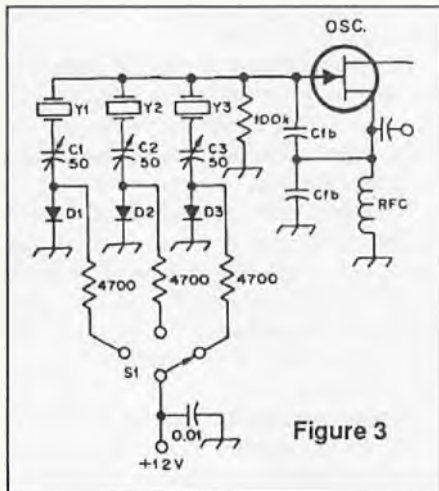 OSC.
Y1 Y2 Y3
100k
C1 50
C2 50
C3 50
Cfb
Cfb
D1 D2 D3
RFC
4700 4700 4700
S1
0.01
+12V
Figure 3